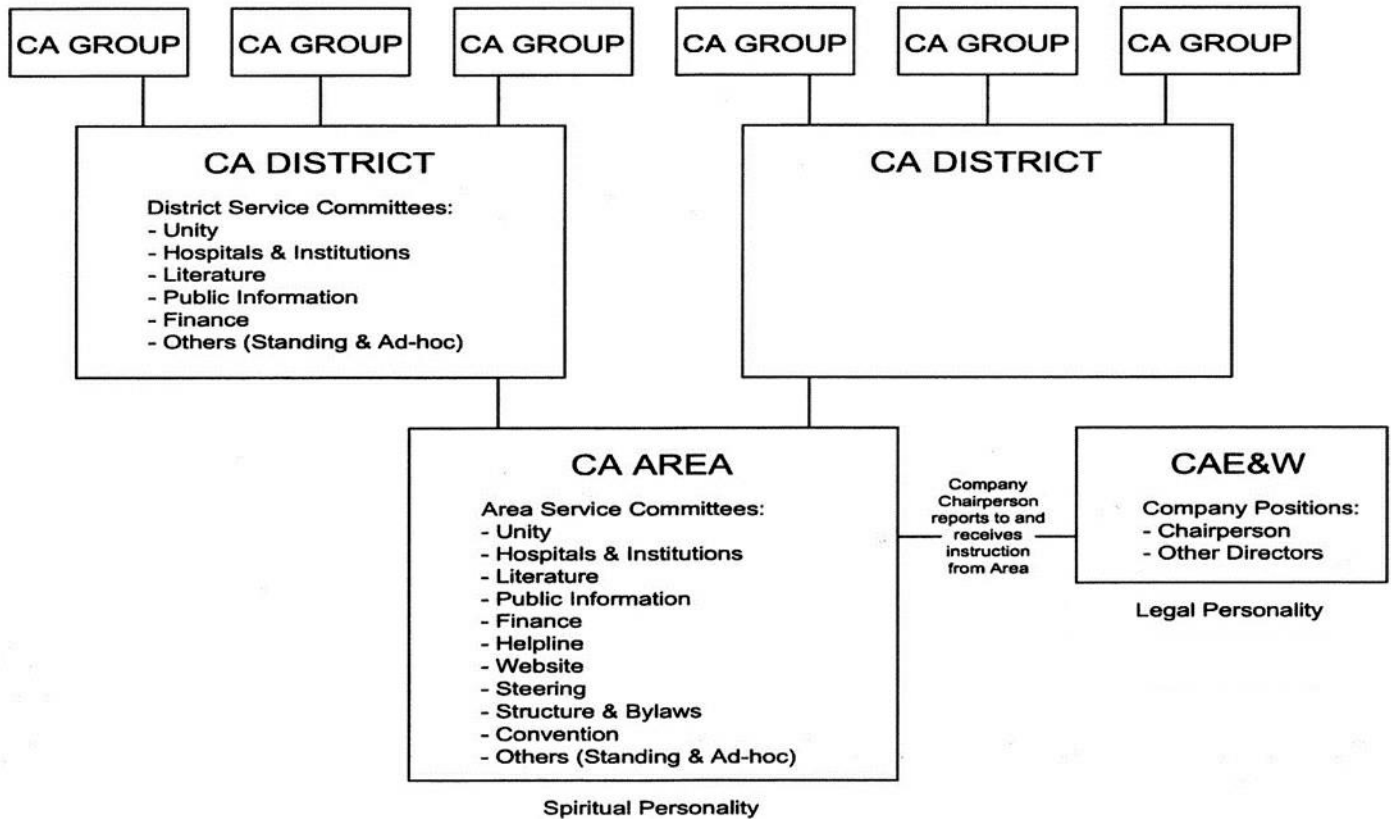 CA GROUP
CA GROUP
CA GROUP
CA GROUP
CA GROUP
CA GROUP
CA DISTRICT
District Service Committees:
- Unity
- Hospitals & Institutions
- Literature
- Public Information
- Finance
- Others (Standing & Ad-hoc)
CA DISTRICT
CA AREA
Area Service Committees:
- Unity
- Hospitals & Institutions
- Literature
- Public Information
- Finance
- Helpline
- Website
- Steering
- Structure & Bylaws
- Convention
- Others (Standing & Ad-hoc)
Spiritual Personality
Company
Chairperson
reports to and
receives
instruction
from Area
CAE&W
Company Positions:
- Chairperson
- Other Directors
Legal Personality